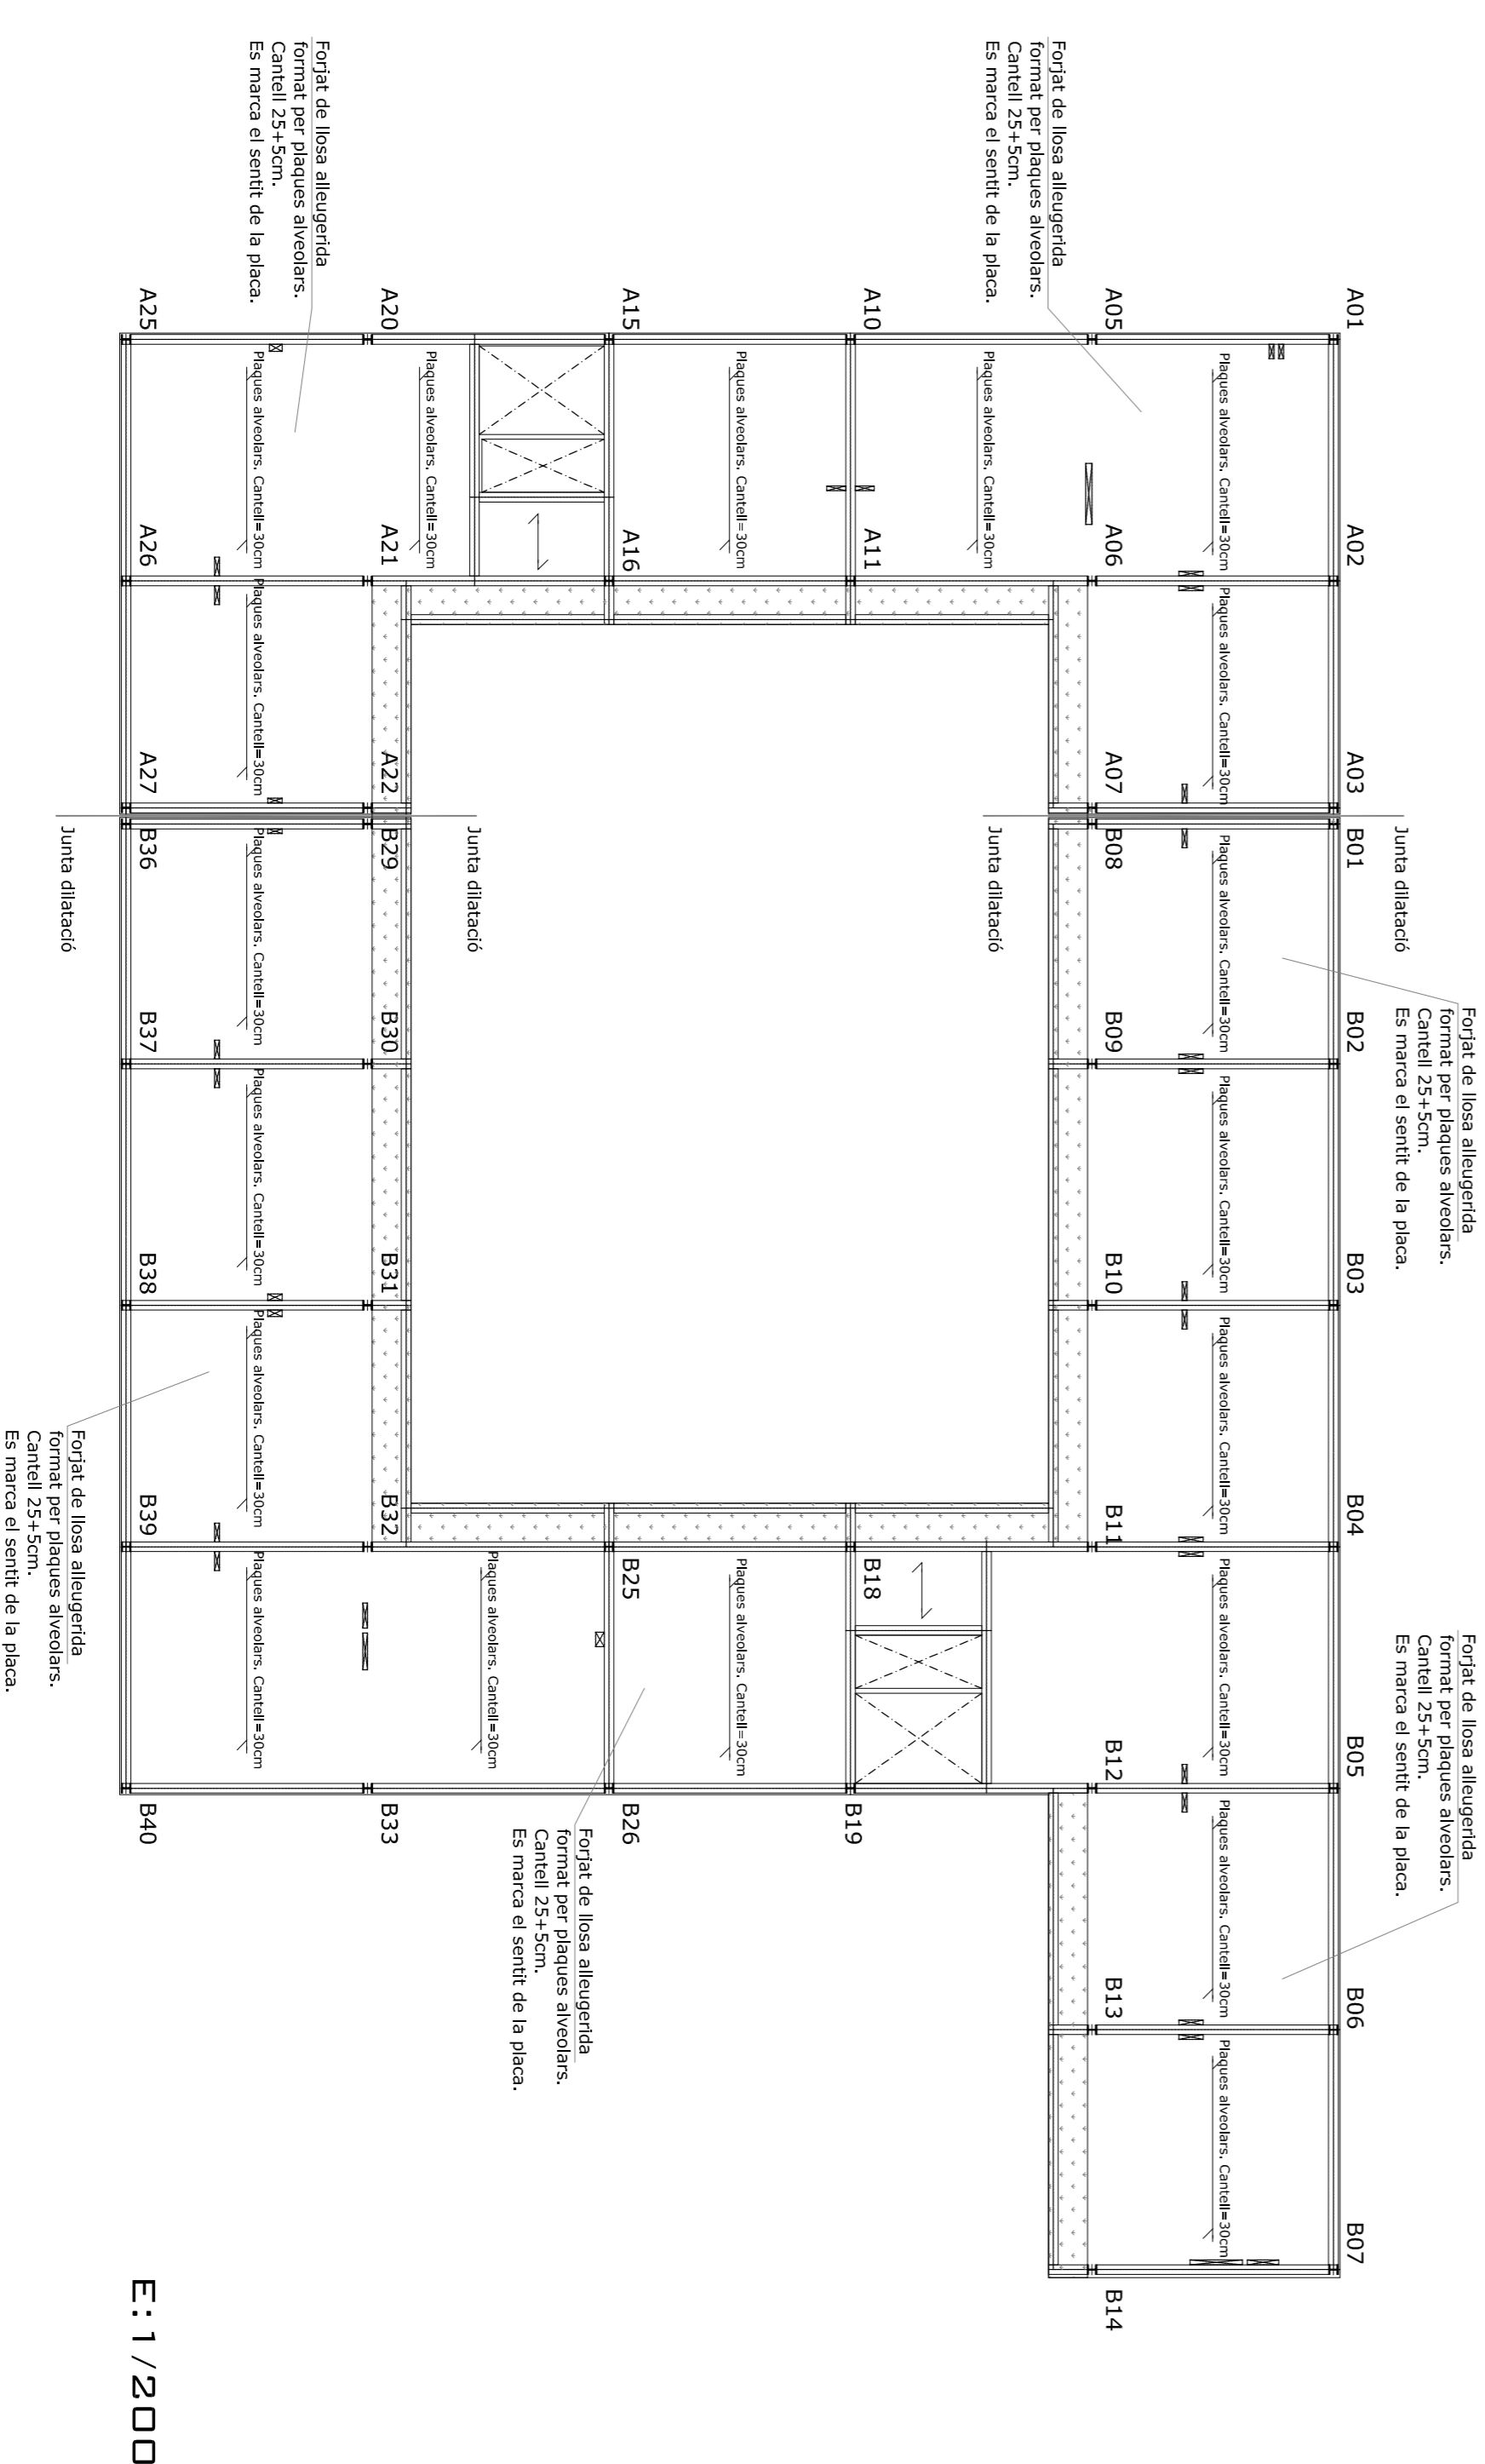 Forjat de llosa alleugerida
format per plaques alveolars.
Cantell 25+5cm.
Es marca el sentit de la placa.
Forjat de llosa alleugerida
format per plaques alveolars.
Cantell 25+5cm.
Es marca el sentit de la placa.
Junta dilatació
A01
A02
A03
B01
B02
B03
B04
B05
B06
B07
Plaques alveolars. Cantell=30cm
Plaques alveolars. Cantell=30cm
Plaques alveolars. Cantell=30cm
Plaques alveolars. Cantell=30cm
Plaques alveolars. Cantell=30cm
Plaques alveolars. Cantell=30cm
Plaques alveolars. Cantell=30cm
Plaques alveolars. Cantell=30cm
A05
A06
A07
B08
B09
B10
B11
B12
B13
B14
Forjat de llosa alleugerida
format per plaques alveolars.
Cantell 25+5cm.
Es marca el sentit de la placa.
Junta dilatació
Plaques alveolars. Cantell=30cm
A10
A11
B18
B19
Plaques alveolars. Cantell=30cm
Plaques alveolars. Cantell=30cm
A15
A16
B25
B26
Forjat de llosa alleugerida
format per plaques alveolars.
Cantell 25+5cm.
Es marca el sentit de la placa.
Plaques alveolars. Cantell=30cm
Junta dilatació
Plaques alveolars. Cantell=30cm
A20
A21
A22
B29
B30
B31
B32
B33
Forjat de llosa alleugerida
format per plaques alveolars.
Cantell 25+5cm.
Es marca el sentit de la placa.
Plaques alveolars. Cantell=30cm
Plaques alveolars. Cantell=30cm
Plaques alveolars. Cantell=30cm
Plaques alveolars. Cantell=30cm
Plaques alveolars. Cantell=30cm
Plaques alveolars. Cantell=30cm
A25
A26
A27
B36
B37
B38
B39
B40
E:1/200
Junta dilatació
Forjat de llosa alleugerida
format per plaques alveolars.
Cantell 25+5cm.
Es marca el sentit de la placa.